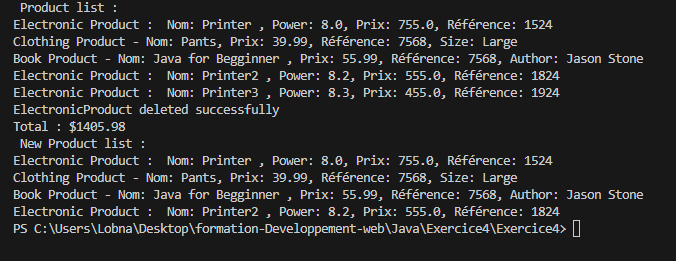 Product list :
Electronic Product :  Nom: Printer , Power: 8.0, Prix: 755.0, Référence: 1524
Clothing Product - Nom: Pants, Prix: 39.99, Référence: 7568, Size: Large
Book Product - Nom: Java for Begginner , Prix: 55.99, Référence: 7568, Author: Jason Stone
Electronic Product :  Nom: Printer2 , Power: 8.2, Prix: 555.0, Référence: 1824
Electronic Product :  Nom: Printer3 , Power: 8.3, Prix: 455.0, Référence: 1924
ElectronicProduct deleted successfully
Total : $1405.98
New Product list :
Electronic Product :  Nom: Printer , Power: 8.0, Prix: 755.0, Référence: 1524
Clothing Product - Nom: Pants, Prix: 39.99, Référence: 7568, Size: Large
Book Product - Nom: Java for Begginner , Prix: 55.99, Référence: 7568, Author: Jason Stone
Electronic Product :  Nom: Printer2 , Power: 8.2, Prix: 555.0, Référence: 1824
PS C:\Users\Lobna\Desktop\formation-Developpement-web\Java\Exercice4\Exercice4>